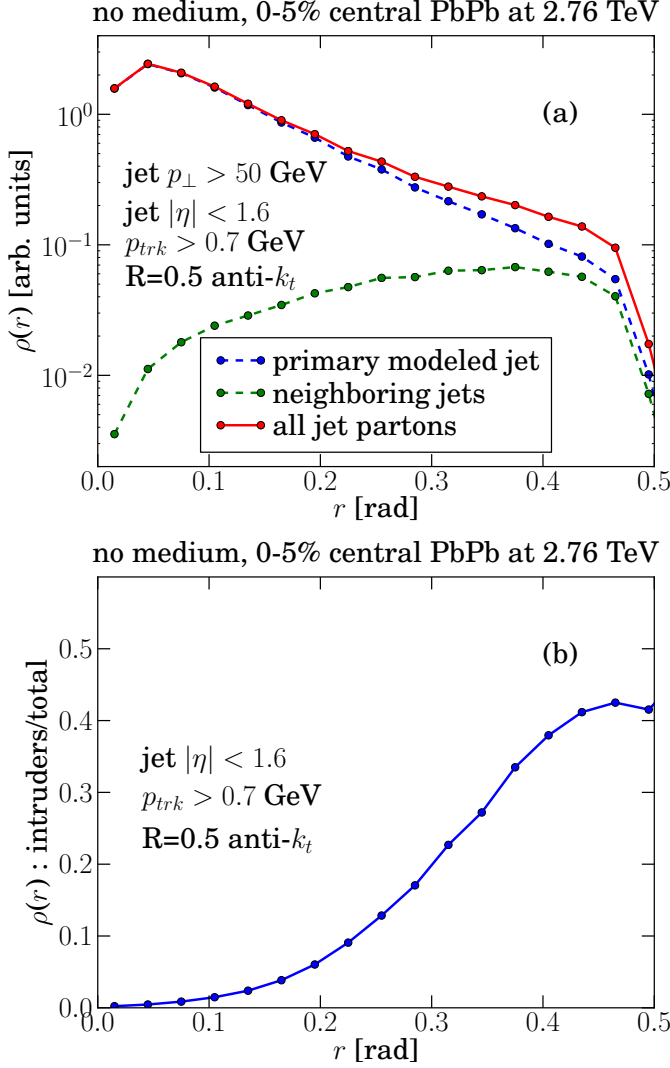 no medium, 0-5% central PbPb at 2.76 TeV
(a)
10⁰
10⁻¹
10⁻²
ρ(r) [arb. units]
jet p⊥ > 50 GeV
jet |η| < 1.6
p_trk > 0.7 GeV
R=0.5 anti-k_t
primary modeled jet
neighboring jets
all jet partons
0.0 0.1 0.2 0.3 0.4 0.5
r [rad]
no medium, 0-5% central PbPb at 2.76 TeV
(b)
0.5
0.4
0.3
0.2
0.1
0.0
ρ(r) : intruders/total
jet |η| < 1.6
p_trk > 0.7 GeV
R=0.5 anti-k_t
0.0 0.1 0.2 0.3 0.4 0.5
r [rad]